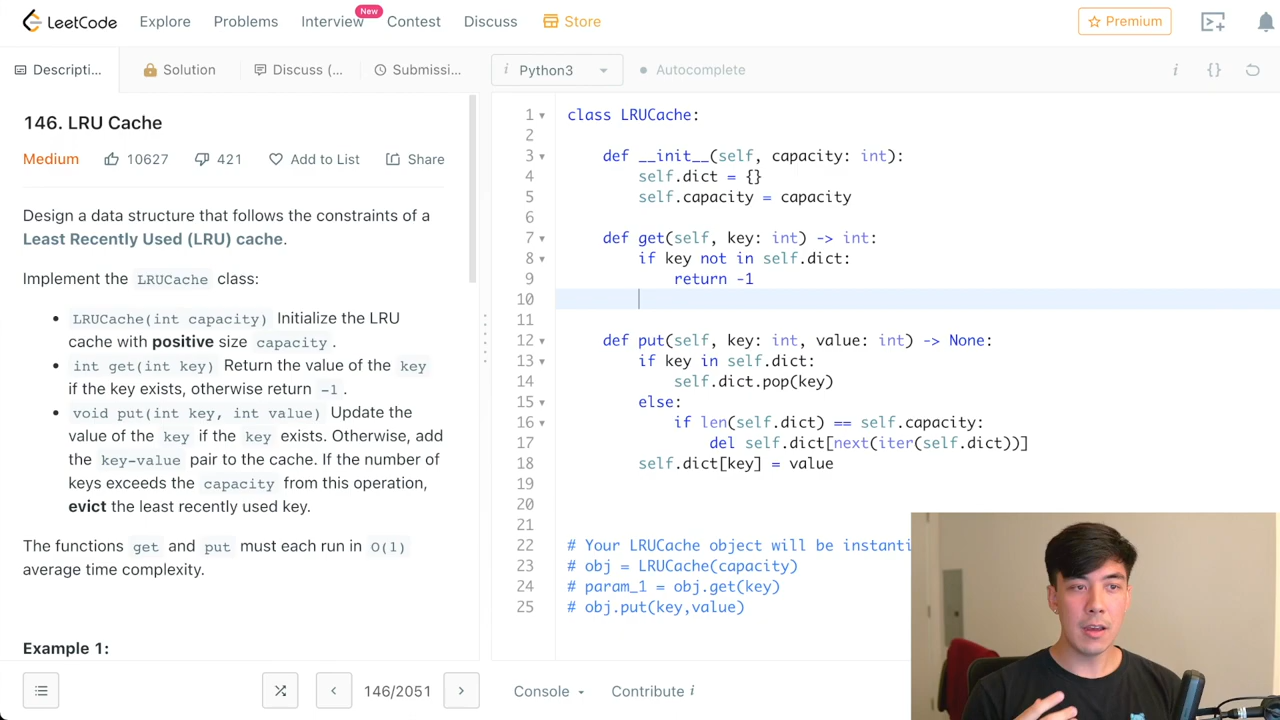 LeetCode
Explore
Problems
Interview
New
Contest
Discuss
Store
Premium
Descripti...
Solution
Discuss (...
Submissi...
i Python3
Autocomplete
i {}
146. LRU Cache
Medium
10627
421
Add to List
Share
Design a data structure that follows the constraints of a
Least Recently Used (LRU) cache.
Implement the LRUCache class:
• LRUCache(int capacity) Initialize the LRU
cache with positive size capacity.
• int get(int key) Return the value of the key
if the key exists, otherwise return -1.
• void put(int key, int value) Update the
value of the key if the key exists. Otherwise, add
the key-value pair to the cache. If the number of
keys exceeds the capacity from this operation,
evict the least recently used key.
The functions get and put must each run in O(1)
average time complexity.
Example 1:
146/2051
1 class LRUCache:
2
3 def __init__(self, capacity: int):
4 self.dict = {}
5 self.capacity = capacity
6
7 def get(self, key: int) -> int:
8 if key not in self.dict:
9 return -1
10
11
12 def put(self, key: int, value: int) -> None:
13 if key in self.dict:
14 self.dict.pop(key)
15 else:
16 if len(self.dict) == self.capacity:
17 del self.dict[next(iter(self.dict))]
18 self.dict[key] = value
19
20
21
22 # Your LRUCache object will be instanti
23 # obj = LRUCache(capacity)
24 # param_1 = obj.get(key)
25 # obj.put(key,value)
Console
Contribute i